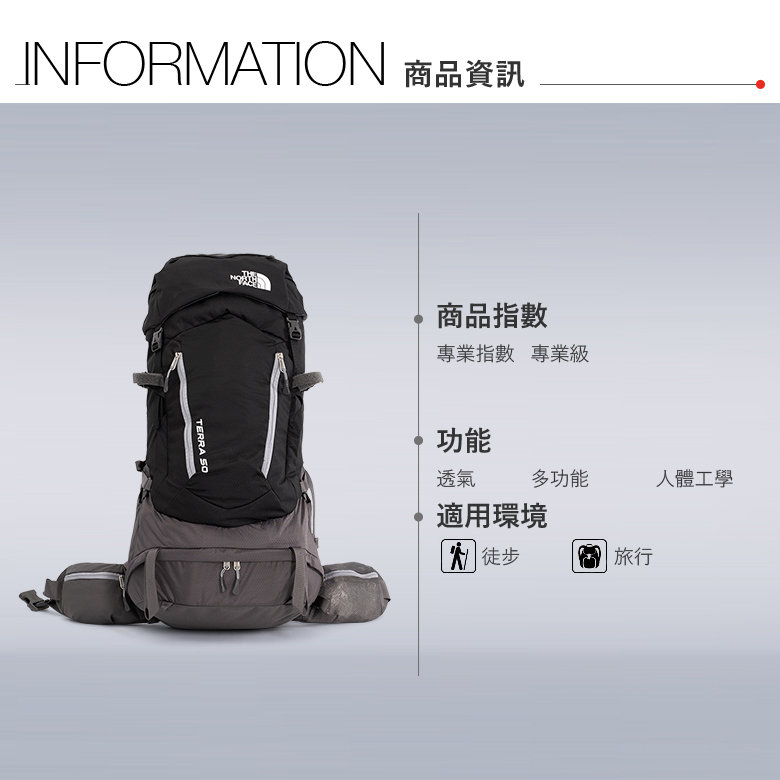 INFORMATION 商品資訊
THE
NORTH
FACE
TERRA 50
商品指數
專業指數 專業級
功能
透氣 多功能 人體工學
適用環境
徒步 旅行